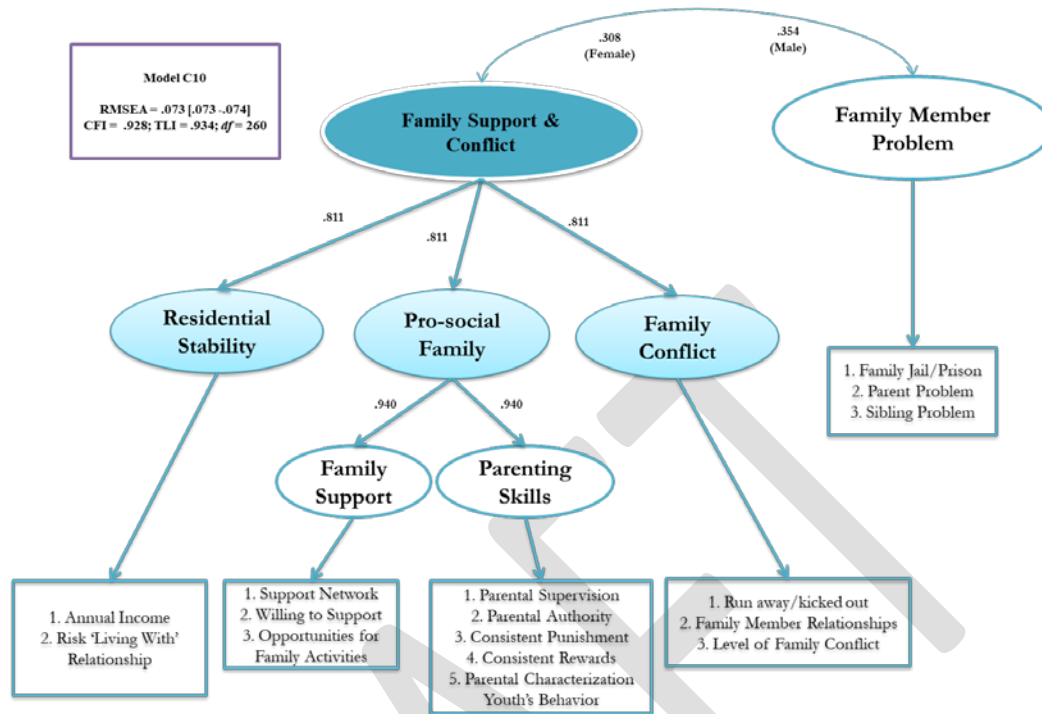 .308
(Female)
.354
(Male)
Model C10
RMSEA = .073 [.073 -.074]
CFI = .928; TLI = .934; df = 260
Family Support &
Conflict
Family Member
Problem
.811
.811
.811
Residential
Stability
Pro-social
Family
Family
Conflict
1. Family Jail/Prison
2. Parent Problem
3. Sibling Problem
.940
.940
Family
Support
Parenting
Skills
1. Annual Income
2. Risk ‘Living With’
Relationship
1. Support Network
2. Willing to Support
3. Opportunities for
Family Activities
1. Parental Supervision
2. Parental Authority
3. Consistent Punishment
4. Consistent Rewards
5. Parental Characterization
Youth’s Behavior
1. Run away/kicked out
2. Family Member Relationships
3. Level of Family Conflict